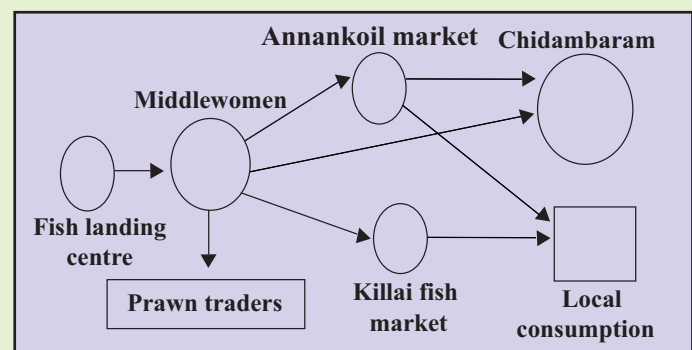 Annankoil market
Chidambaram
Middlewomen
Fish landing
centre
Prawn traders
Killai fish
market
Local
consumption